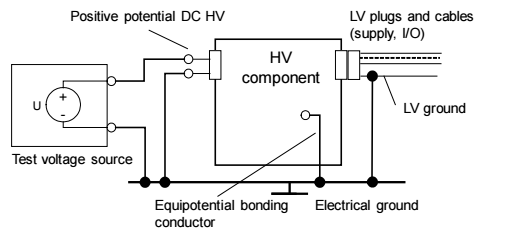 Positive potential DC HV
LV plugs and cables
(supply, I/O)
HV
component
U
+
-
LV ground
Test voltage source
Equipotential bonding
conductor
Electrical ground